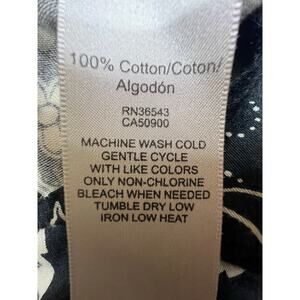 100% Cotton/Coton/
Algodón
RN36543
CA50900
MACHINE WASH COLD
GENTLE CYCLE
WITH LIKE COLORS
ONLY NON-CHLORINE
BLEACH WHEN NEEDED
TUMBLE DRY LOW
IRON LOW HEAT